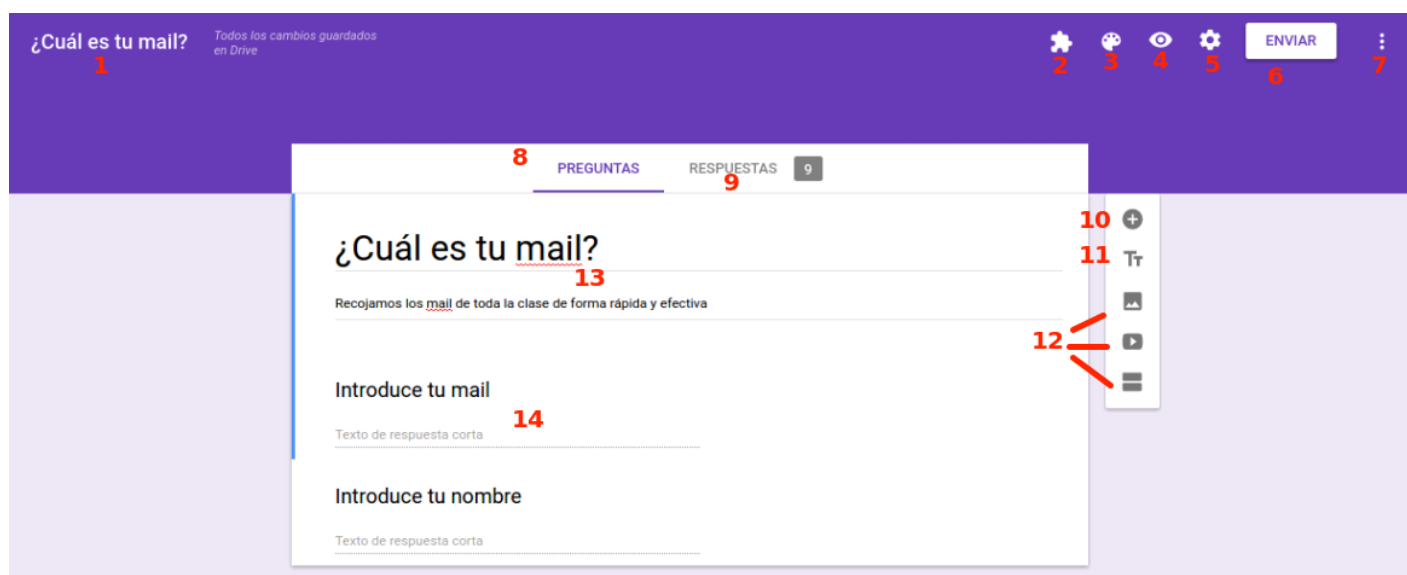 ¿Cuál es tu mail?
Todos los cambios guardados
en Drive
ENVIAR
1
2
3
4
5
6
7
8
PREGUNTAS
RESPUESTAS
9
9
10
¿Cuál es tu mail?
11
Tт
13
Recojamos los mail de toda la clase de forma rápida y efectiva
12
Introduce tu mail
14
Texto de respuesta corta
Introduce tu nombre
Texto de respuesta corta